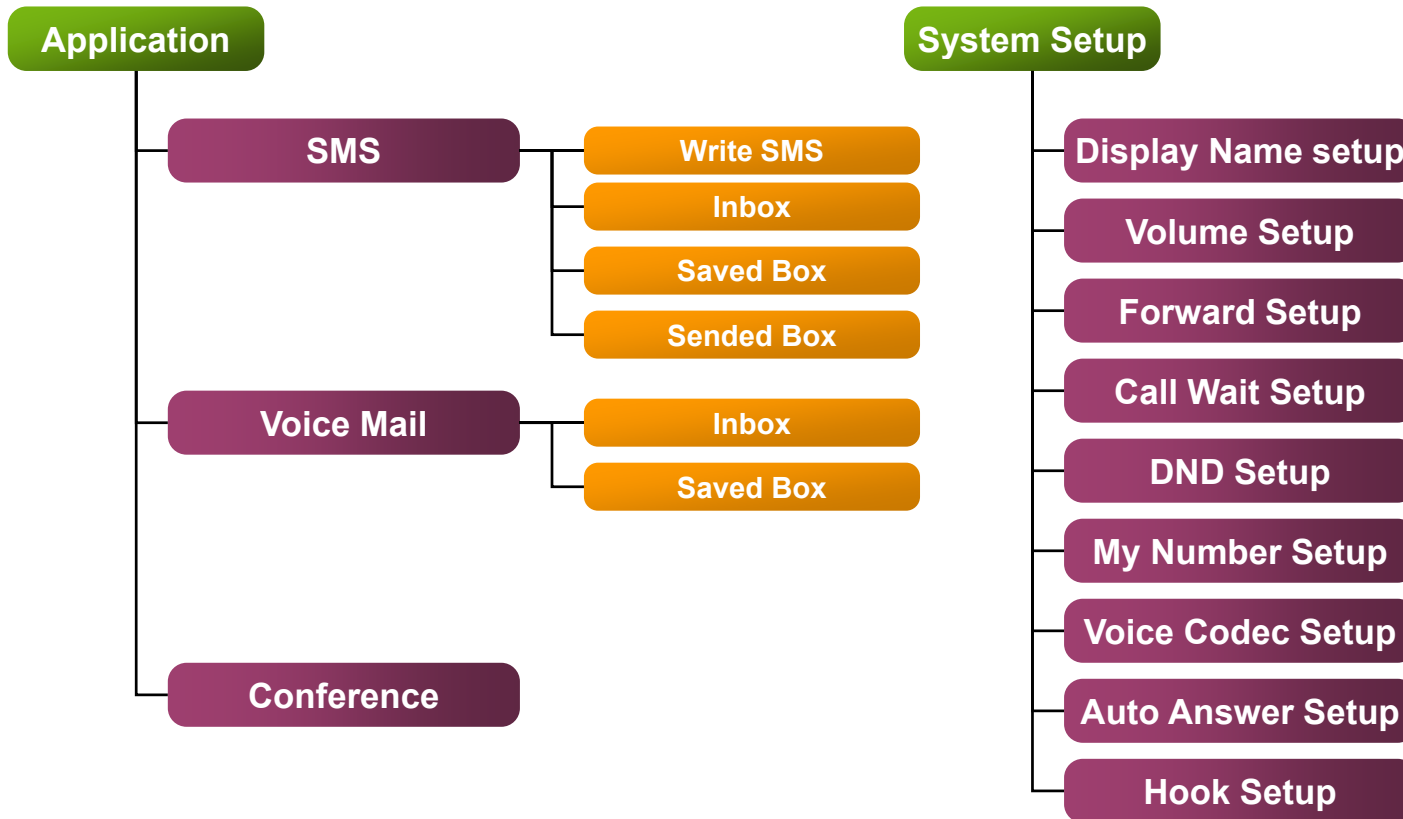 Application
SMS
Write SMS
Inbox
Saved Box
Sended Box
Voice Mail
Inbox
Saved Box
Conference
System Setup
Display Name setup
Volume Setup
Forward Setup
Call Wait Setup
DND Setup
My Number Setup
Voice Codec Setup
Auto Answer Setup
Hook Setup